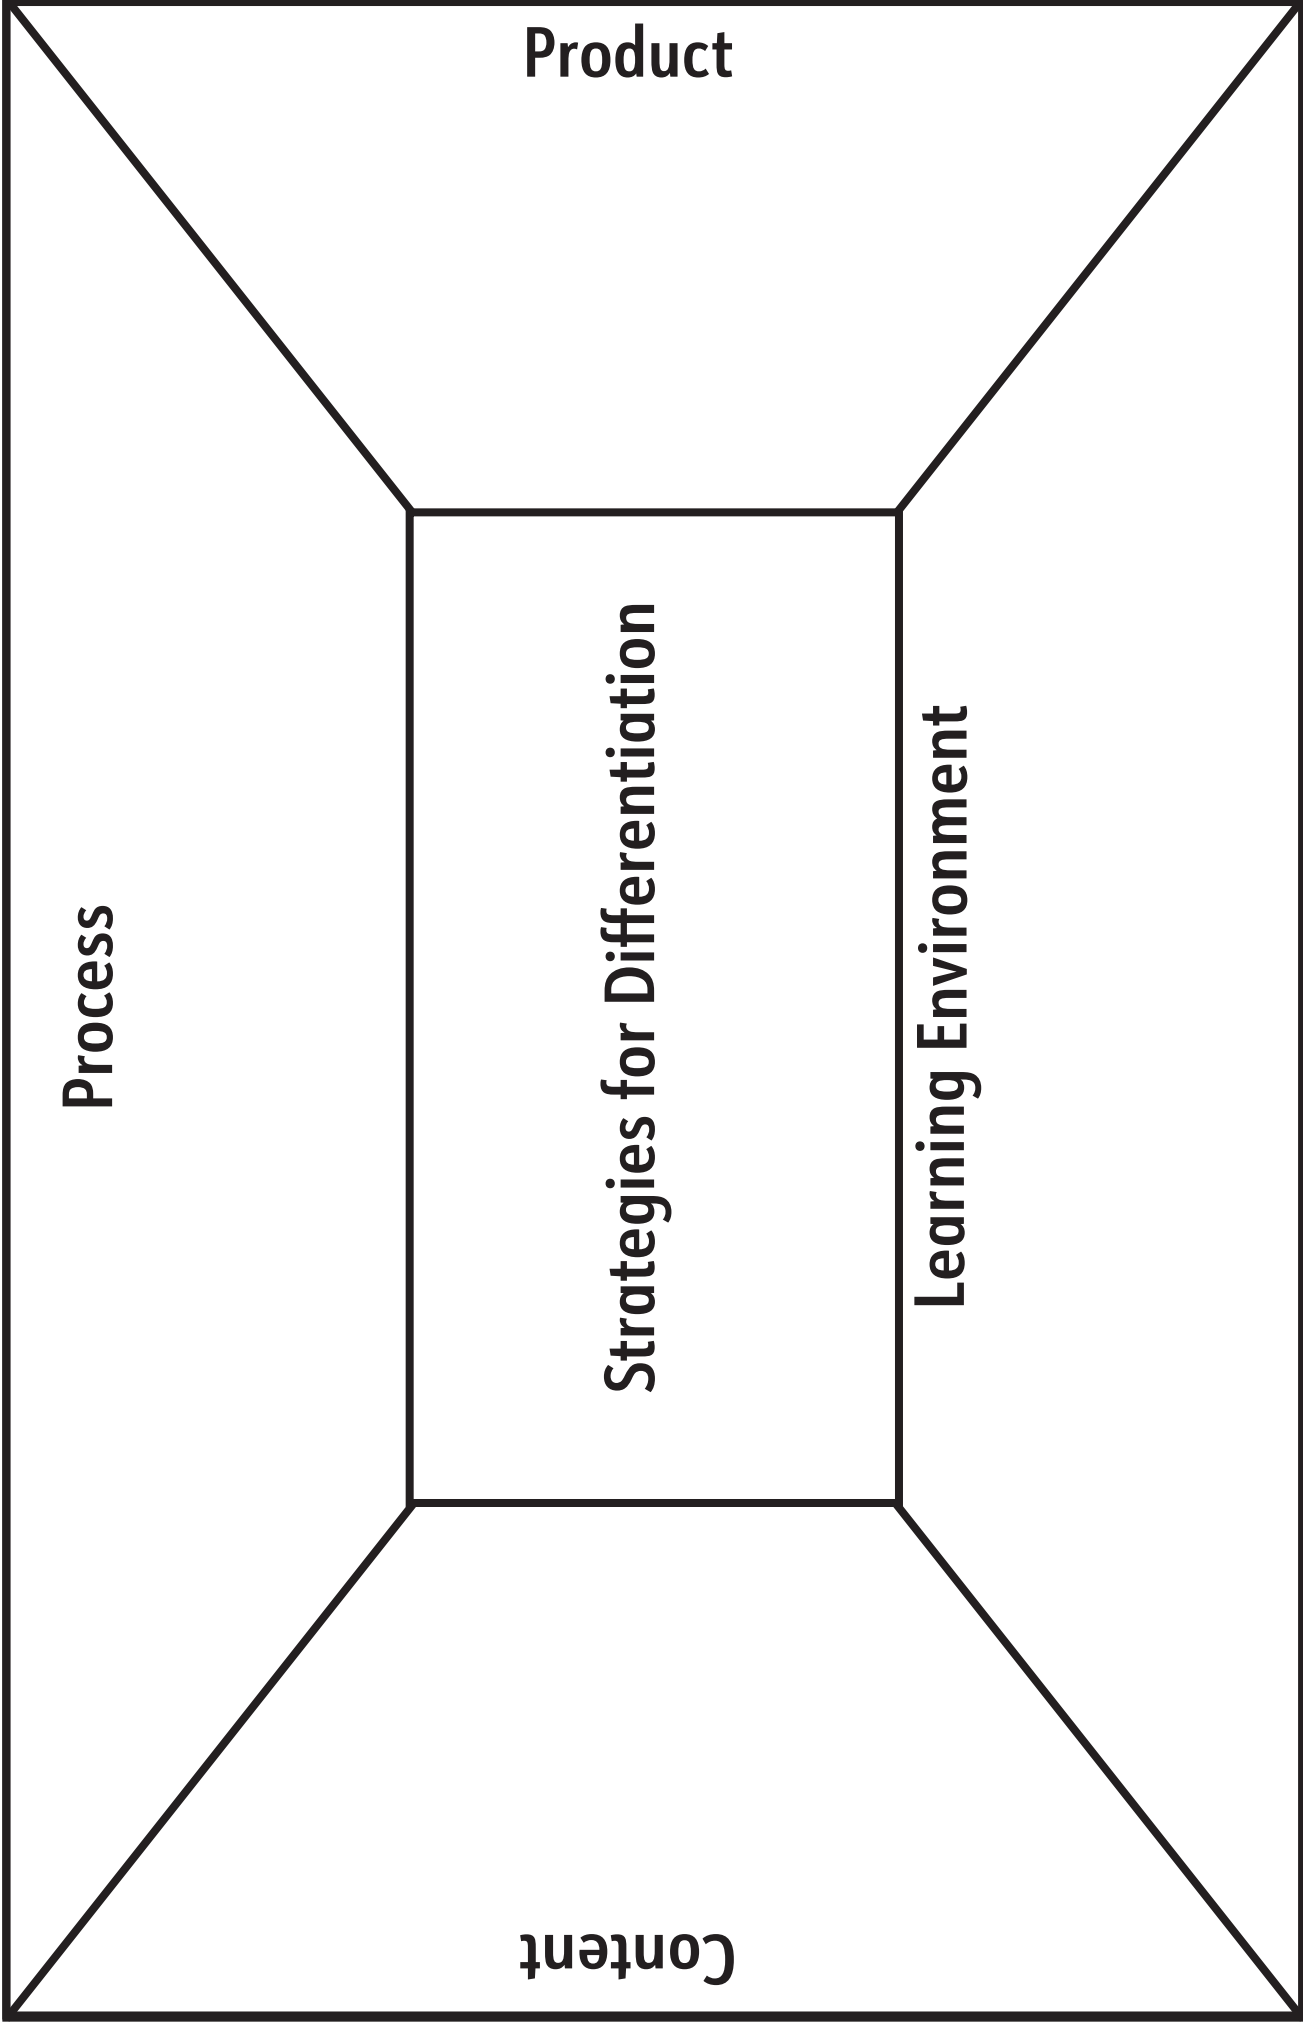 Product
Process
Strategies for Differentiation
Learning Environment
Content